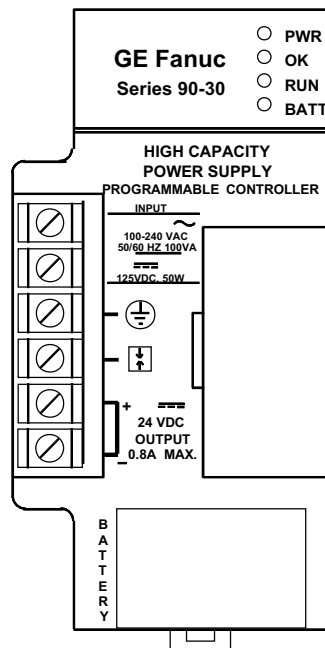 PWR
OK
RUN
BATT
GE Fanuc
Series 90-30
HIGH CAPACITY
POWER SUPPLY
PROGRAMMABLE CONTROLLER
INPUT
100-240 VAC
50/60 HZ 100VA
125VDC, 50W
+
24 VDC
OUTPUT
0.8A MAX.
–
BATTERY